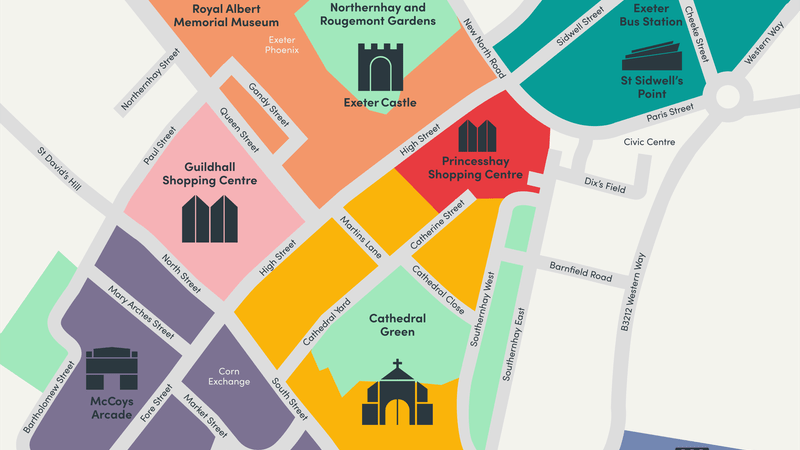 Royal Albert
Memorial Museum
Northernhay and
Rougemont Gardens
Exeter
Phoenix
Exeter Castle
New North Road
Sidwell Street
Exeter
Bus Station
Cheeke Street
Western Way
St Sidwell's
Point
Paris Street
Northernhay Street
Gandy Street
Queen Street
Paul Street
High Street
Civic Centre
Princesshay
Shopping Centre
Dix's Field
Guildhall
Shopping Centre
St David's Hill
Martins Lane
Catherine Street
High Street
North Street
Cathedral Close
Barnfield Road
Southernhay West
Southernhay East
B3212 Western Way
Mary Arches Street
Cathedral Yard
Cathedral
Green
Corn
Exchange
McCoys
Arcade
Bartholomew Street
Fore Street
Market Street
South Street